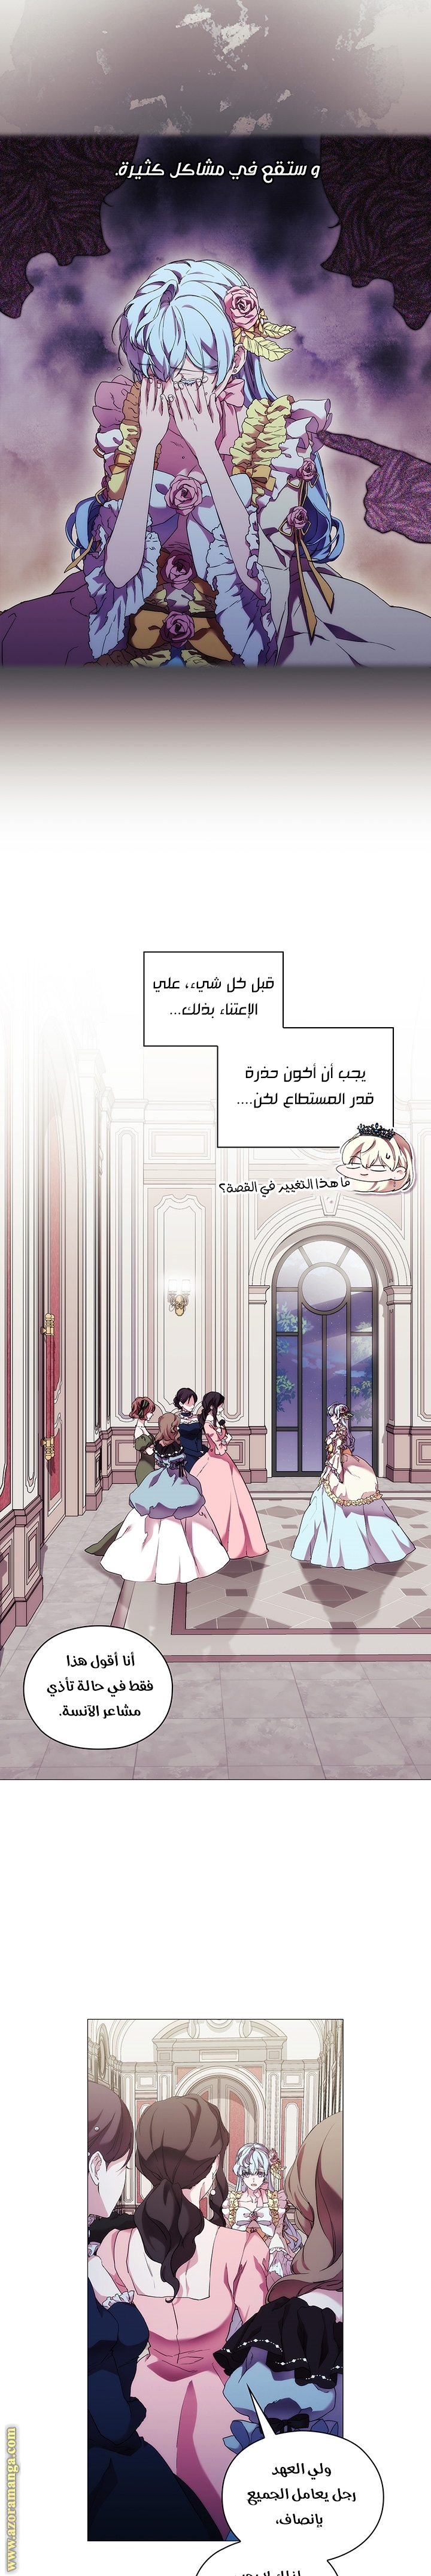 و ستقع في مشاكل كثيرة.
قبل كل شيء، علي
الإعتناء بذلك...
يجب أن أكون حذرة
قدر المستطاع لكن....
ما هذا التغيير في القصة؟
أنا أقول هذا
فقط في حالة تأذي
مشاعر الآنسة.
ولي العهد
رجل يعامل الجميع
بإنصاف،
www.azoramanga.com